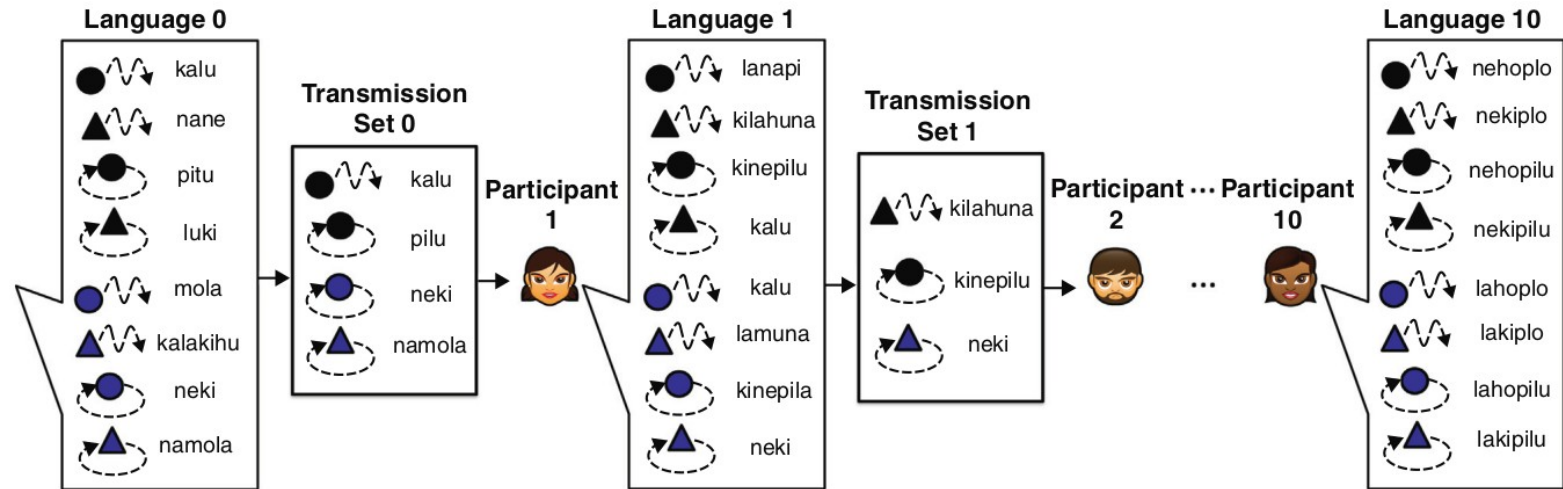 Language 0
kalu
nane
pitu
luki
mola
kalakihu
neki
namola
Transmission
Set 0
kalu
pilu
neki
namola
Participant
1
Language 1
lanapi
kilahuna
kinepilu
kalu
kalu
lamuna
kinepila
neki
Transmission
Set 1
kilahuna
kinepilu
neki
Participant
2
...
...
Participant
10
Language 10
nehoplo
nekiplo
nehopilu
nekipilu
lahoplo
lakiplo
lahopilu
lakipilu